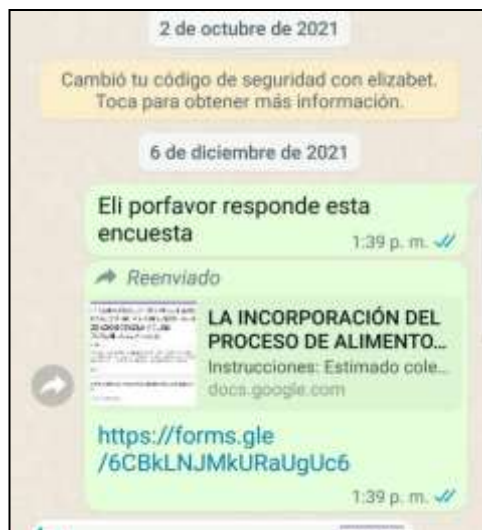 2 de octubre de 2021
Cambió tu código de seguridad con elizabet.
Toca para obtener más información.
6 de diciembre de 2021
Eli porfavor responde esta
encuesta
1:39 p. m.
Reenviado
LA INCORPORACIÓN DEL
PROCESO DE ALIMENTO...
Instrucciones: Estimado cole...
docs.google.com
https://forms.gle
/6CBkLNJMkURaUgUc6
1:39 p. m.